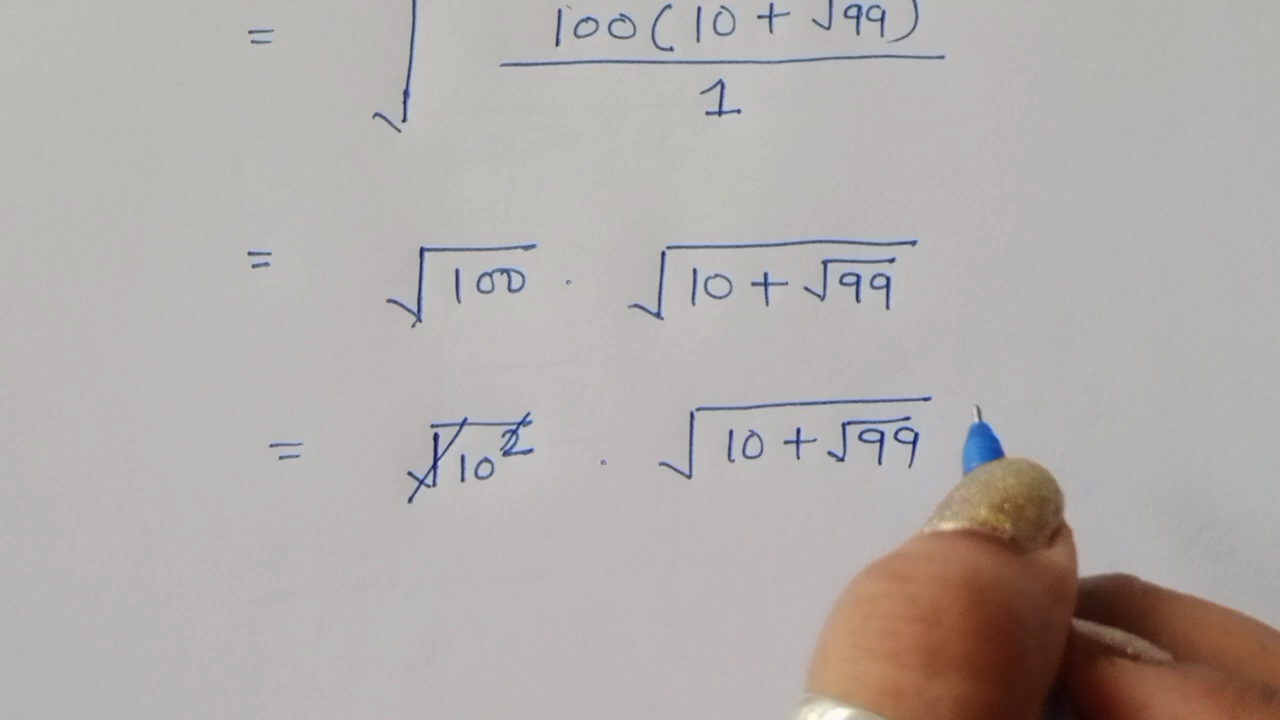 = √ 100(10 + √99) / 1
= √100 . √10 + √99
= √10² . √10 + √99